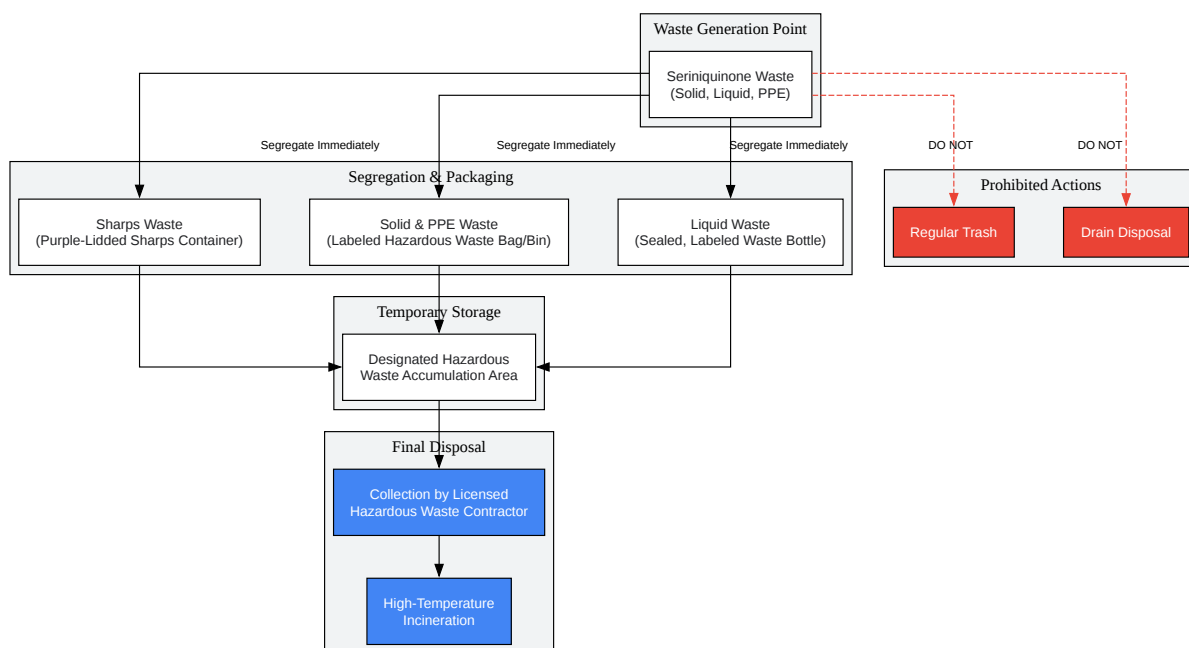 Waste Generation Point
Seriniquinone Waste
(Solid, Liquid, PPE)
Segregate Immediately
Segregate Immediately
Segregate Immediately
DO NOT
DO NOT
Segregation & Packaging
Prohibited Actions
Sharps Waste
(Purple-Lidded Sharps Container)
Solid & PPE Waste
(Labeled Hazardous Waste Bag/Bin)
Liquid Waste
(Sealed, Labeled Waste Bottle)
Regular Trash
Drain Disposal
Temporary Storage
Designated Hazardous
Waste Accumulation Area
Final Disposal
Collection by Licensed
Hazardous Waste Contractor
High-Temperature
Incineration